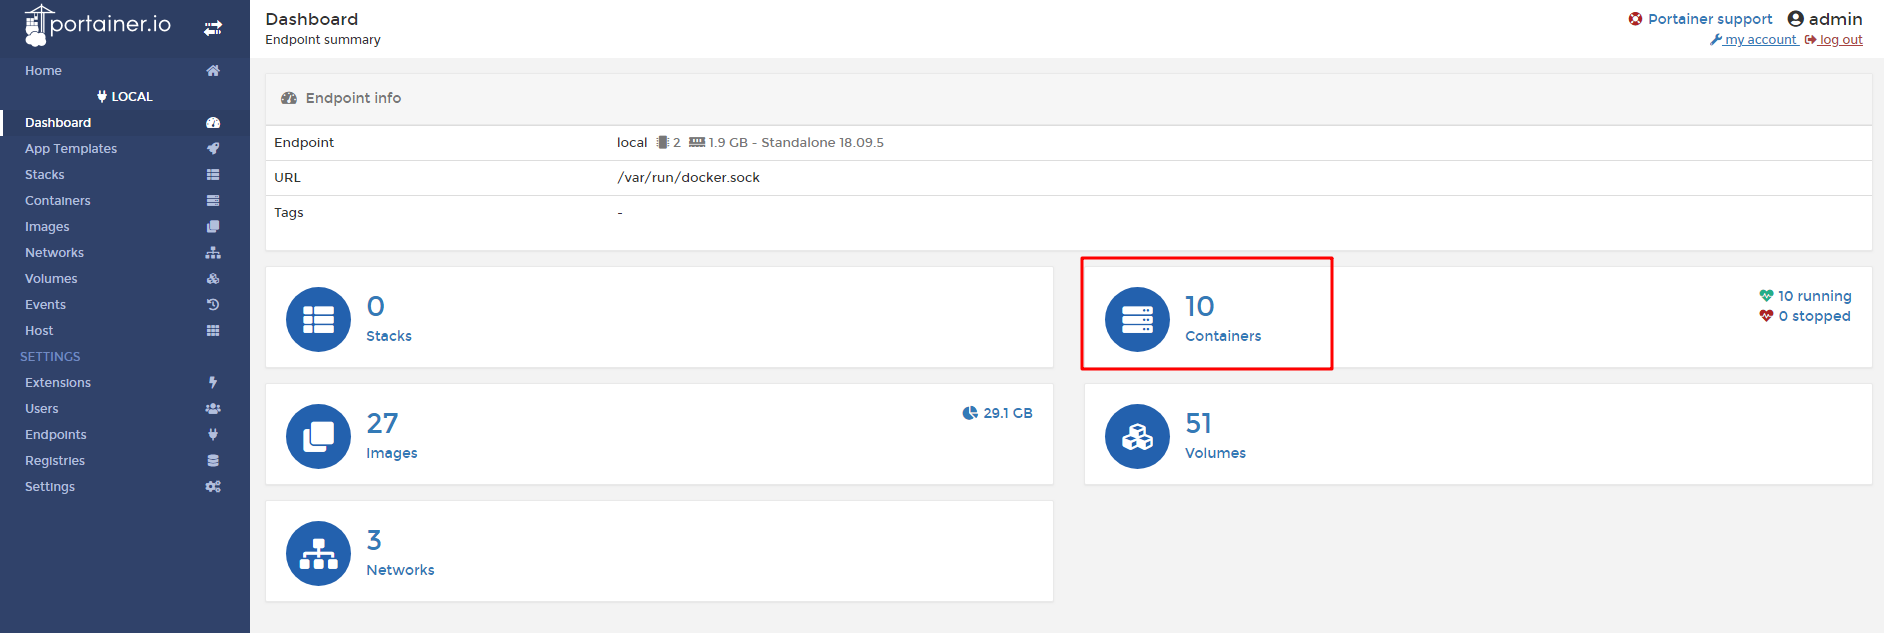 portainer.io
Home
LOCAL
Dashboard
App Templates
Stacks
Containers
Images
Networks
Volumes
Events
Host
SETTINGS
Extensions
Users
Endpoints
Registries
Settings
Dashboard
Endpoint summary
Portainer support admin
my account log out
Endpoint info
Endpoint local 2 1.9 GB - Standalone 18.09.5
URL /var/run/docker.sock
Tags -
0
Stacks
10
Containers
10 running
0 stopped
27
Images
29.1 GB
51
Volumes
3
Networks